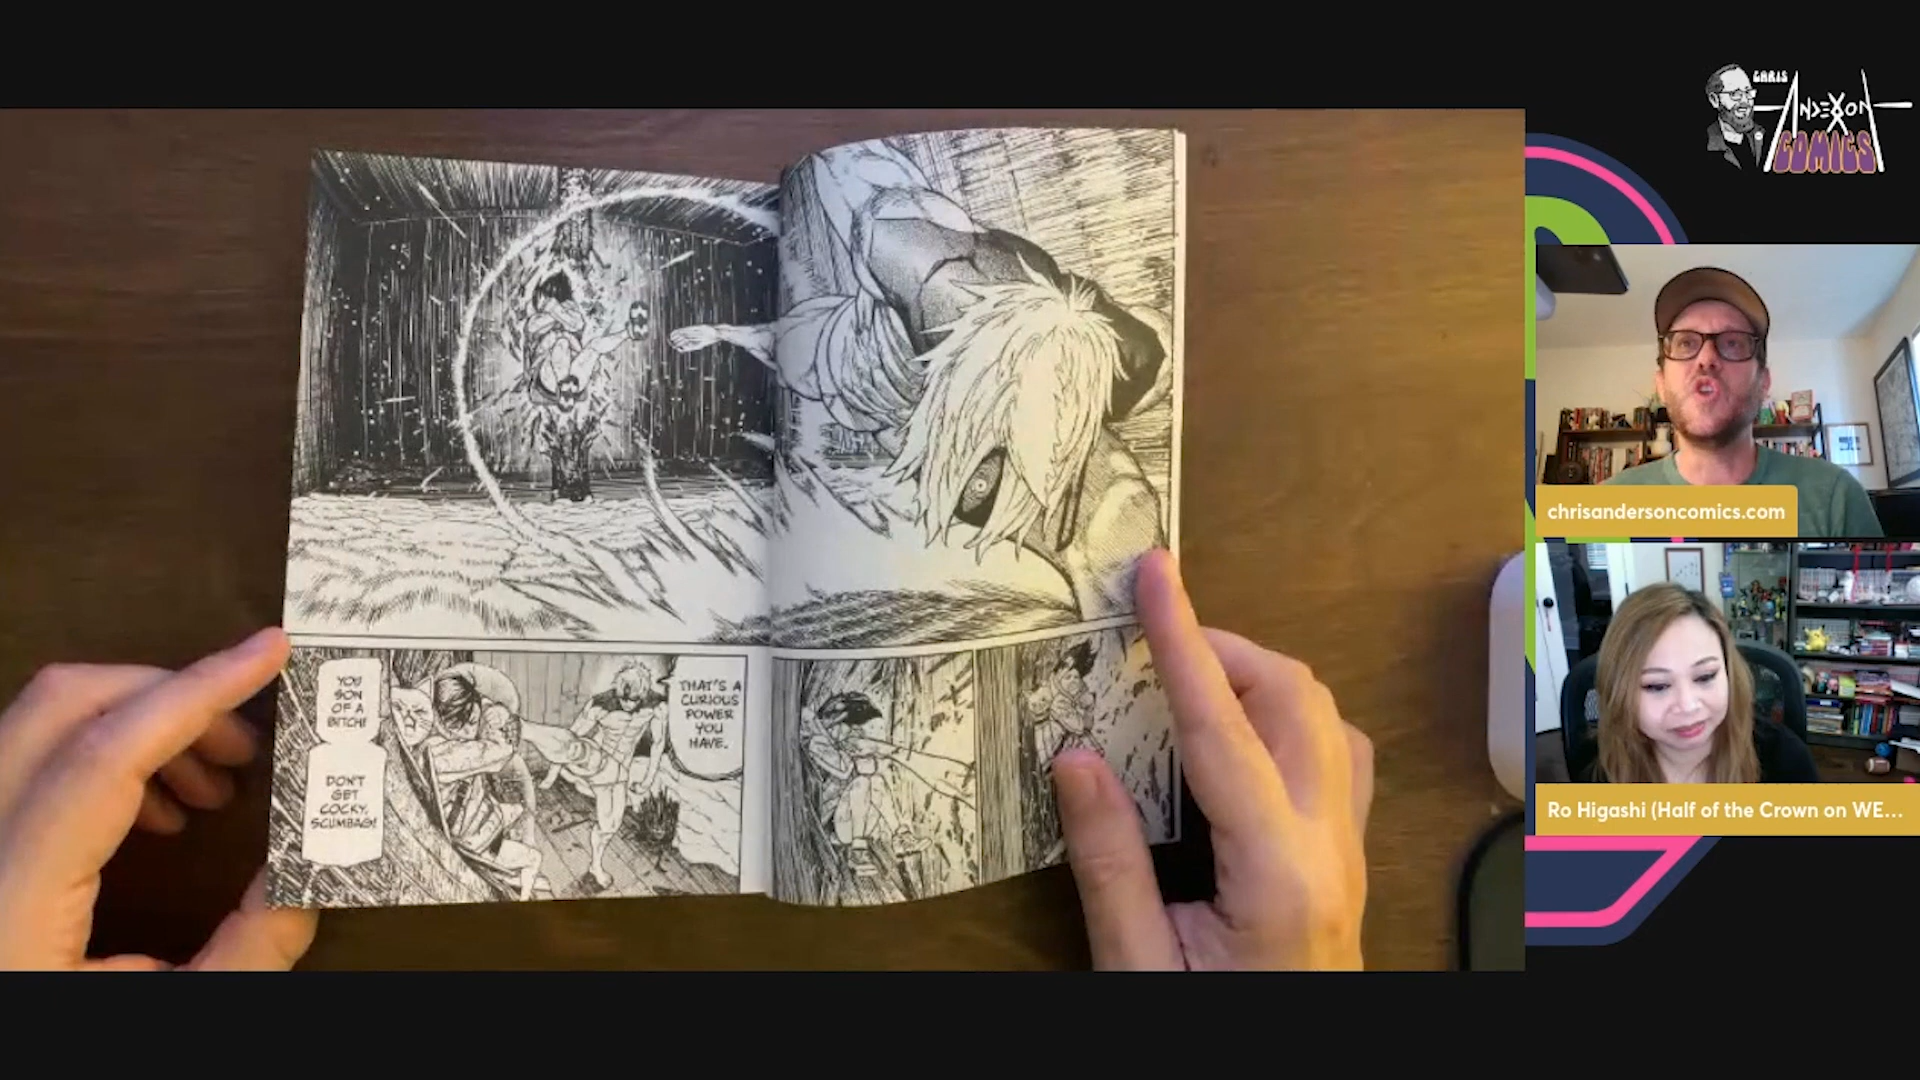 CHRIS
ANDERSON
COMICS
YOU
SON
OF A
BITCH!
DON'T
GET
COCKY,
SCUMBAG!
THAT'S A
CURIOUS
POWER
YOU
HAVE.
chrisandersoncomics.com
Ro Higashi (Half of the Crown on WE...